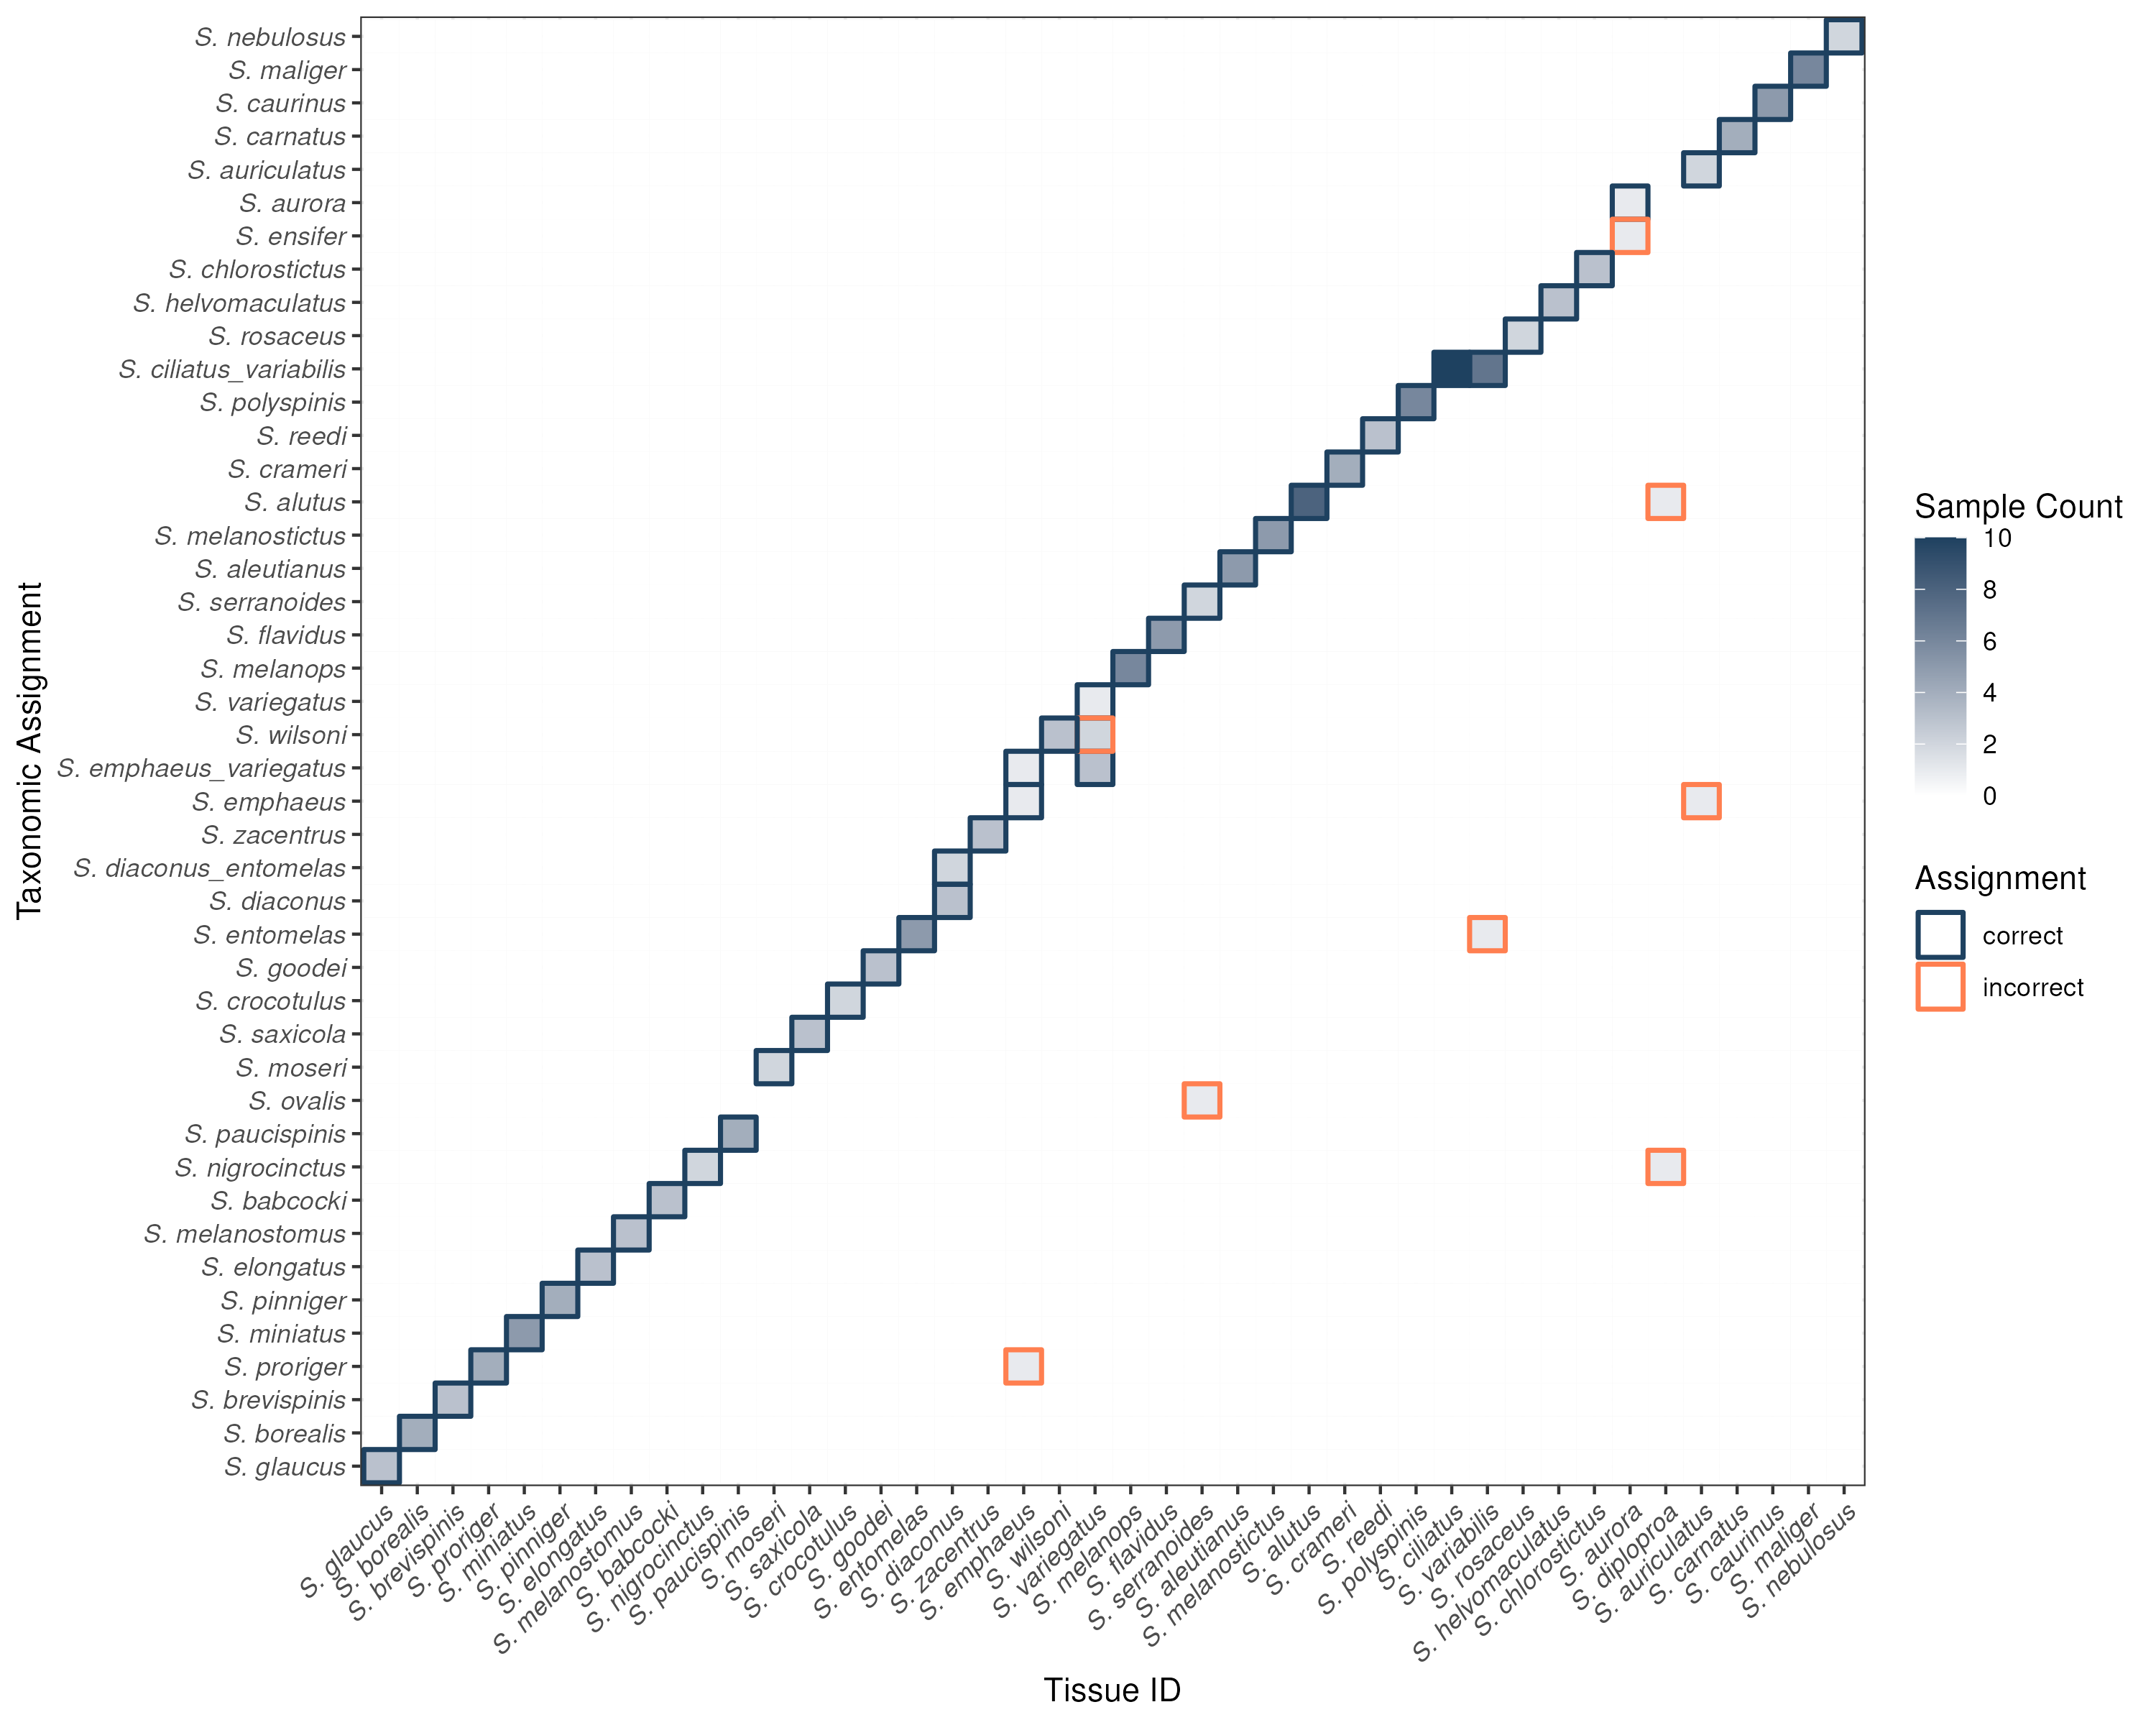 S. nebulosus
S. maliger
S. caurinus
S. carnatus
S. auriculatus
S. aurora
S. ensifer
S. chlorostictus
S. helvomaculatus
S. rosaceus
S. ciliatus_variabilis
S. polyspinis
S. reedi
S. crameri
S. alutus
S. melanostictus
S. aleutianus
S. serranoides
S. flavidus
S. melanops
S. variegatus
S. wilsoni
S. emphaeus_variegatus
S. emphaeus
S. zacentrus
S. diaconus_entomelas
S. diaconus
S. entomelas
S. goodei
S. crocotulus
S. saxicola
S. moseri
S. ovalis
S. paucispinis
S. nigrocinctus
S. babcocki
S. melanostomus
S. elongatus
S. pinniger
S. miniatus
S. proriger
S. brevispinis
S. borealis
S. glaucus
Taxonomic Assignment
S. glaucus
S. borealis
S. brevispinis
S. proriger
S. miniatus
S. pinniger
S. elongatus
S. melanostomus
S. babcocki
S. nigrocinctus
S. paucispinis
S. moseri
S. saxicola
S. crocotulus
S. goodei
S. entomelas
S. diaconus
S. zacentrus
S. emphaeus
S. wilsoni
S. variegatus
S. melanops
S. flavidus
S. serranoides
S. aleutianus
S. melanostictus
S. alutus
S. crameri
S. reedi
S. polyspinis
S. ciliatus
S. variabilis
S. rosaceus
S. helvomaculatus
S. chlorostictus
S. aurora
S. diploproa
S. auriculatus
S. carnatus
S. caurinus
S. maliger
S. nebulosus
Tissue ID
Sample Count
10
8
6
4
2
0
Assignment
correct
incorrect